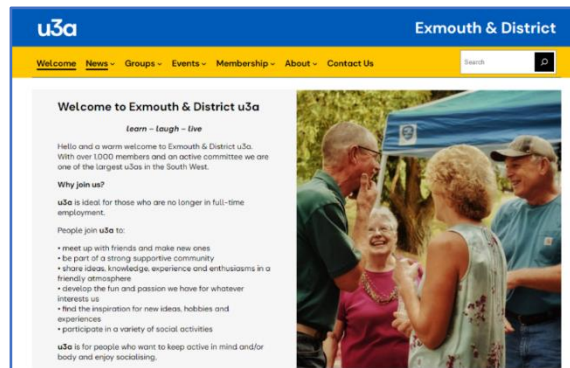 u3a
Exmouth & District
Welcome News Groups Events Membership About Contact Us
Search
Welcome to Exmouth & District u3a
learn – laugh – live
Hello and a warm welcome to Exmouth & District u3a.
With over 1,000 members and an active committee we are
one of the largest u3as in the South West.
Why join us?
u3a is ideal for those who are no longer in full-time
employment.
People join u3a to:
• meet up with friends and make new ones
• be part of a strong supportive community
• share ideas, knowledge, experience and enthusiasms in a
friendly atmosphere
• develop the fun and passion we have for whatever
interests us
• find the inspiration for new ideas, hobbies and
experiences
• participate in a variety of social activities
u3a is for people who want to keep active in mind and/or
body and enjoy socialising.